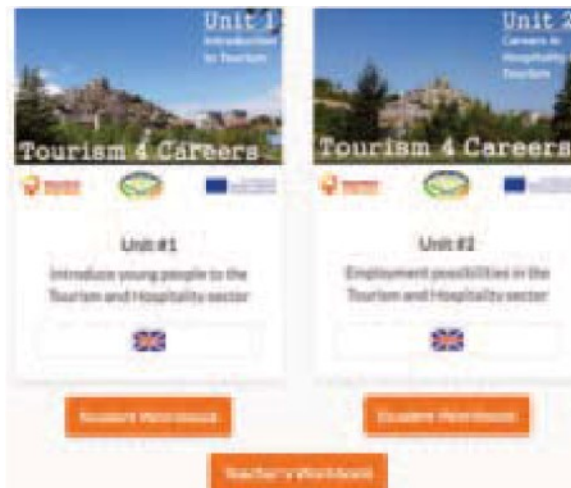 Unit 1
Introduction
to Tourism
Tourism 4 Careers
Unit #1
Introduce young people to the
Tourism and Hospitality sector
Student Workbook
Unit 2
Careers in
Hospitality &
Tourism
Tourism 4 Careers
Unit #2
Employment possibilities in the
Tourism and Hospitality sector
Student Workbook
Teacher's Workbook